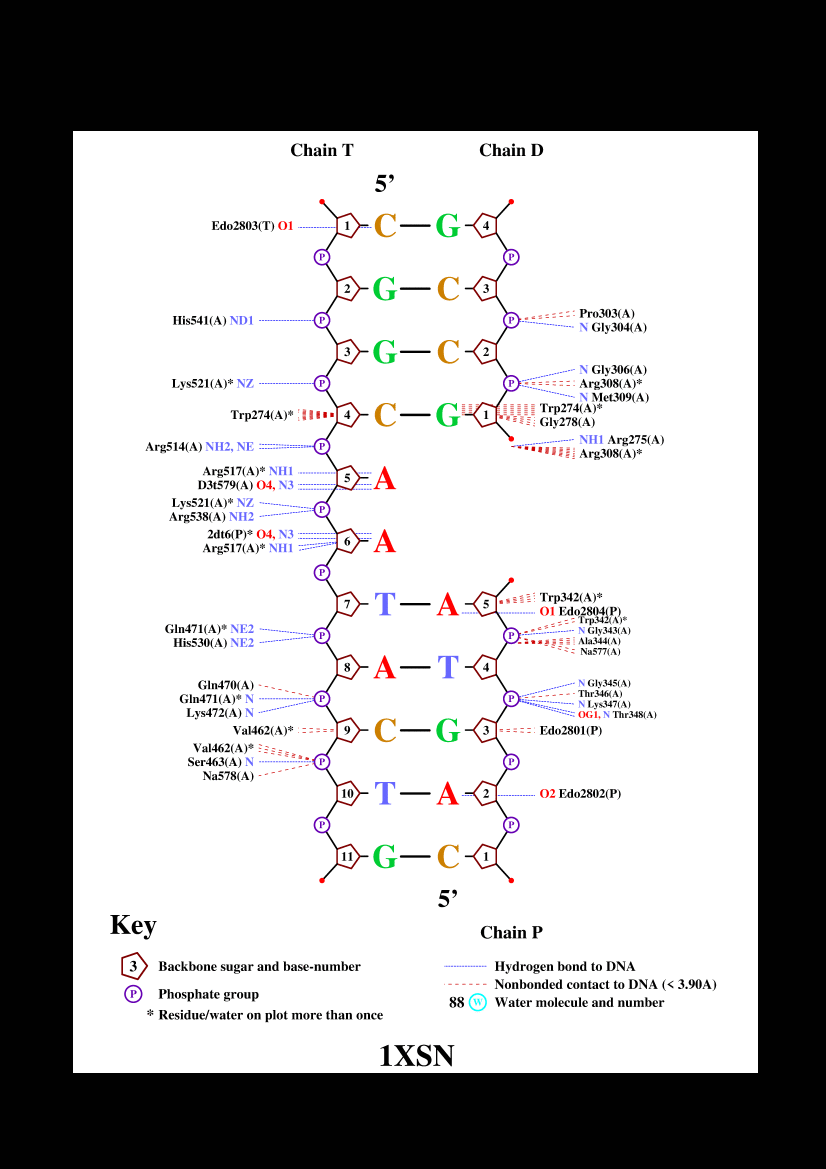 Chain T Chain D
5’
Edo2803(T) O1 1 C G 4
P P
2 G C 3
Pro303(A)
His541(A) ND1 P P N Gly304(A)
3 G C 2
N Gly306(A)
Lys521(A)* NZ P P Arg308(A)*
N Met309(A)
Trp274(A)* 4 C G 1 Trp274(A)*
Gly278(A)
Arg514(A) NH2, NE P NH1 Arg275(A)
Arg308(A)*
Arg517(A)* NH1
D3t579(A) O4, N3 5 A
Lys521(A)* NZ
P
Arg538(A) NH2
2dt6(P)* O4, N3
6 A
Arg517(A)* NH1
P
7 T A 5 Trp342(A)*
O1 Edo2804(P)
Trp342(A)*
Gln471(A)* NE2 P P N Gly343(A)
His530(A) NE2 Ala344(A)
Na577(A)
8 A T 4
Gln470(A) N Gly345(A)
Gln471(A)* N P P Thr346(A)
Lys472(A) N N Lys347(A)
OG1, N Thr348(A)
Val462(A)* 9 C G 3 Edo2801(P)
Val462(A)*
Ser463(A) N P P
Na578(A)
10 T A 2 O2 Edo2802(P)
P P
11 G C 1
5’
Key
Chain P
3 Backbone sugar and base-number
Hydrogen bond to DNA
Nonbonded contact to DNA (< 3.90A)
P Phosphate group
88 W Water molecule and number
* Residue/water on plot more than once
1XSN